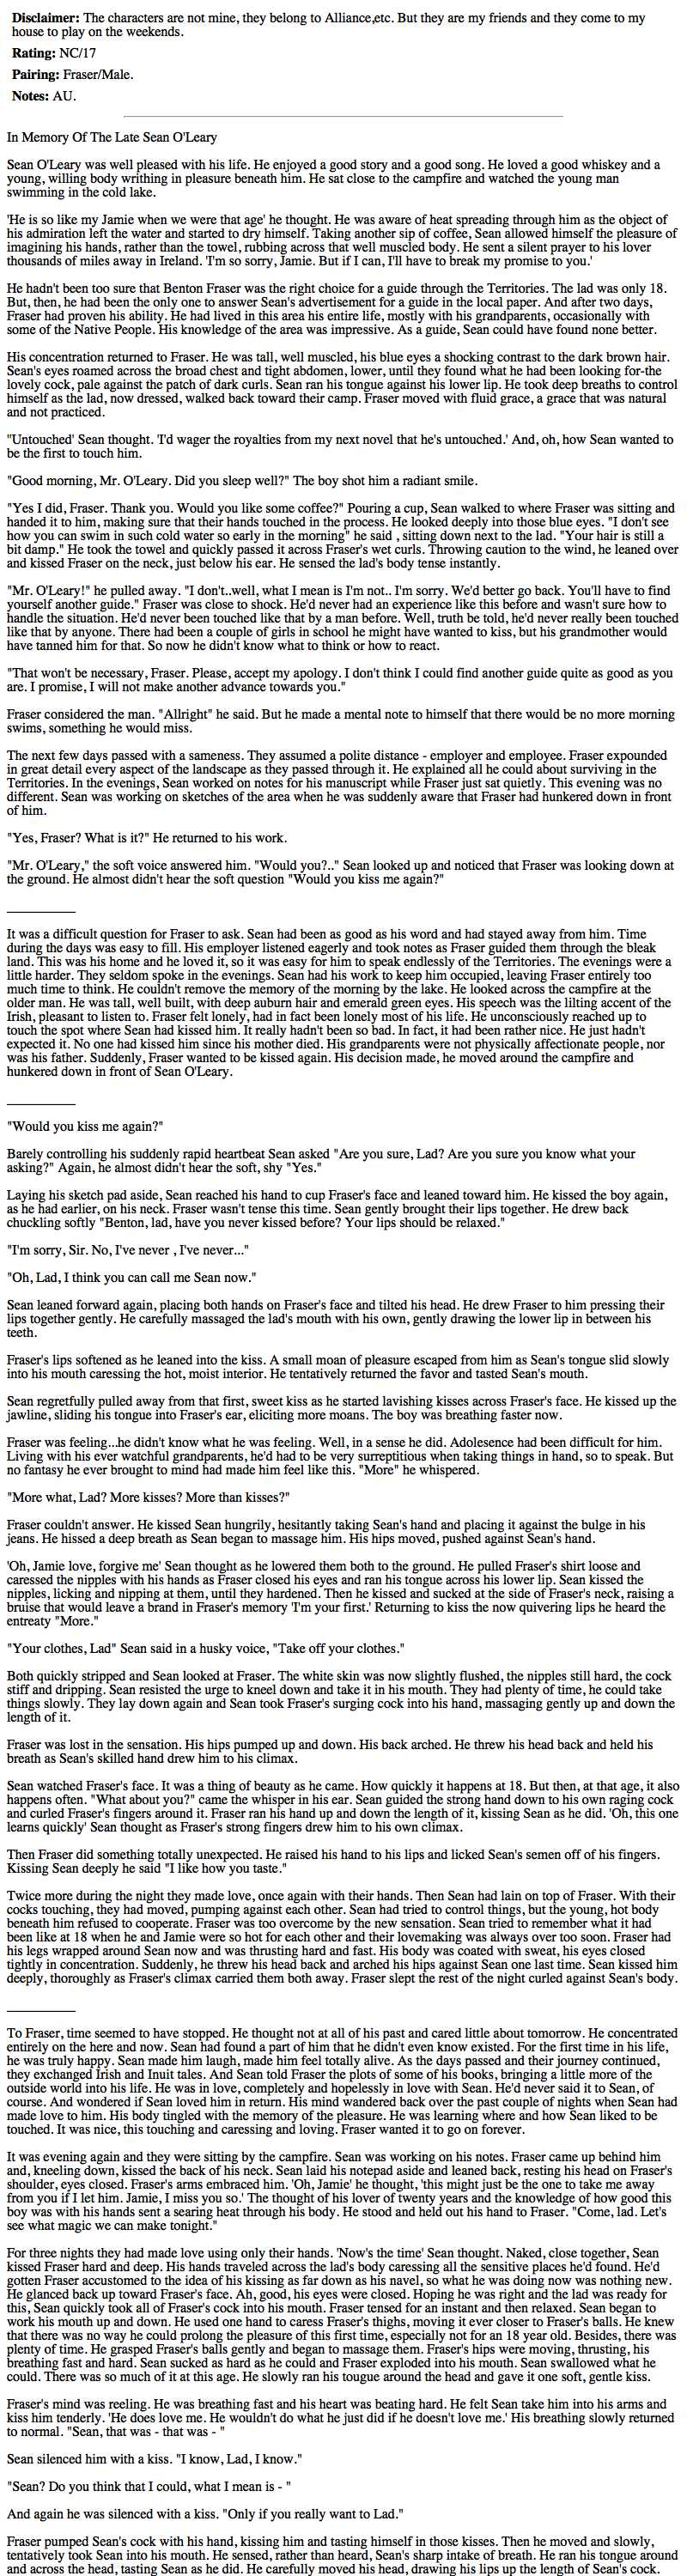 Disclaimer: The characters are not mine, they belong to Alliance,etc. But they are my friends and they come to my
house to play on the weekends.
Rating: NC/17
Pairing: Fraser/Male.
Notes: AU.
In Memory Of The Late Sean O'Leary
Sean O'Leary was well pleased with his life. He enjoyed a good story and a good song. He loved a good whiskey and a
young, willing body writhing in pleasure beneath him. He sat close to the campfire and watched the young man
swimming in the cold lake.
'He is so like my Jamie when we were that age' he thought. He was aware of heat spreading through him as the object of
his admiration left the water and started to dry himself. Taking another sip of coffee, Sean allowed himself the pleasure of
imagining his hands, rather than the towel, rubbing across that well muscled body. He sent a silent prayer to his lover
thousands of miles away in Ireland. 'I'm so sorry, Jamie. But if I can, I'll have to break my promise to you.'
He hadn't been too sure that Benton Fraser was the right choice for a guide through the Territories. The lad was only 18.
But, then, he had been the only one to answer Sean's advertisement for a guide in the local paper. And after two days,
Fraser had proven his ability. He had lived in this area his entire life, mostly with his grandparents, occasionally with
some of the Native People. His knowledge of the area was impressive. As a guide, Sean could have found none better.
His concentration returned to Fraser. He was tall, well muscled, his blue eyes a shocking contrast to the dark brown hair.
Sean's eyes roamed across the broad chest and tight abdomen, lower, until they found what he had been looking for-the
lovely cock, pale against the patch of dark curls. Sean ran his tongue against his lower lip. He took deep breaths to control
himself as the lad, now dressed, walked back toward their camp. Fraser moved with fluid grace, a grace that was natural
and not practiced.
"Untouched' Sean thought. 'I'd wager the royalties from my next novel that he's untouched.' And, oh, how Sean wanted to
be the first to touch him.
"Good morning, Mr. O'Leary. Did you sleep well?" The boy shot him a radiant smile.
"Yes I did, Fraser. Thank you. Would you like some coffee?" Pouring a cup, Sean walked to where Fraser was sitting and
handed it to him, making sure that their hands touched in the process. He looked deeply into those blue eyes. "I don't see
how you can swim in such cold water so early in the morning" he said , sitting down next to the lad. "Your hair is still a
bit damp." He took the towel and quickly passed it across Fraser's wet curls. Throwing caution to the wind, he leaned over
and kissed Fraser on the neck, just below his ear. He sensed the lad's body tense instantly.
"Mr. O'Leary!" he pulled away. "I don't..well, what I mean is I'm not.. I'm sorry. We'd better go back. You'll have to find
yourself another guide." Fraser was close to shock. He'd never had an experience like this before and wasn't sure how to
handle the situation. He'd never been touched like that by a man before. Well, truth be told, he'd never really been touched
like that by anyone. There had been a couple of girls in school he might have wanted to kiss, but his grandmother would
have tanned him for that. So now he didn't know what to think or how to react.
"That won't be necessary, Fraser. Please, accept my apology. I don't think I could find another guide quite as good as you
are. I promise, I will not make another advance towards you."
Fraser considered the man. "Allright" he said. But he made a mental note to himself that there would be no more morning
swims, something he would miss.
The next few days passed with a sameness. They assumed a polite distance - employer and employee. Fraser expounded
in great detail every aspect of the landscape as they passed through it. He explained all he could about surviving in the
Territories. In the evenings, Sean worked on notes for his manuscript while Fraser just sat quietly. This evening was no
different. Sean was working on sketches of the area when he was suddenly aware that Fraser had hunkered down in front
of him.
"Yes, Fraser? What is it?" He returned to his work.
"Mr. O'Leary," the soft voice answered him. "Would you?.." Sean looked up and noticed that Fraser was looking down at
the ground. He almost didn't hear the soft question "Would you kiss me again?"
__________
It was a difficult question for Fraser to ask. Sean had been as good as his word and had stayed away from him. Time
during the days was easy to fill. His employer listened eagerly and took notes as Fraser guided them through the bleak
land. This was his home and he loved it, so it was easy for him to speak endlessly of the Territories. The evenings were a
little harder. They seldom spoke in the evenings. Sean had his work to keep him occupied, leaving Fraser entirely too
much time to think. He couldn't remove the memory of the morning by the lake. He looked across the campfire at the
older man. He was tall, well built, with deep auburn hair and emerald green eyes. His speech was the lilting accent of the
Irish, pleasant to listen to. Fraser felt lonely, had in fact been lonely most of his life. He unconsciously reached up to
touch the spot where Sean had kissed him. It really hadn't been so bad. In fact, it had been rather nice. He just hadn't
expected it. No one had kissed him since his mother died. His grandparents were not physically affectionate people, nor
was his father. Suddenly, Fraser wanted to be kissed again. His decision made, he moved around the campfire and
hunkered down in front of Sean O'Leary.
__________
"Would you kiss me again?"
Barely controlling his suddenly rapid heartbeat Sean asked "Are you sure, Lad? Are you sure you know what your
asking?" Again, he almost didn't hear the soft, shy "Yes."
Laying his sketch pad aside, Sean reached his hand to cup Fraser's face and leaned toward him. He kissed the boy again,
as he had earlier, on his neck. Fraser wasn't tense this time. Sean gently brought their lips together. He drew back
chuckling softly "Benton, lad, have you never kissed before? Your lips should be relaxed."
"I'm sorry, Sir. No, I've never , I've never..."
"Oh, Lad, I think you can call me Sean now."
Sean leaned forward again, placing both hands on Fraser's face and tilted his head. He drew Fraser to him pressing their
lips together gently. He carefully massaged the lad's mouth with his own, gently drawing the lower lip in between his
teeth.
Fraser's lips softened as he leaned into the kiss. A small moan of pleasure escaped from him as Sean's tongue slid slowly
into his mouth caressing the hot, moist interior. He tentatively returned the favor and tasted Sean's mouth.
Sean regretfully pulled away from that first, sweet kiss as he started lavishing kisses across Fraser's face. He kissed up the
jawline, sliding his tongue into Fraser's ear, eliciting more moans. The boy was breathing faster now.
Fraser was feeling...he didn't know what he was feeling. Well, in a sense he did. Adolesence had been difficult for him.
Living with his ever watchful grandparents, he'd had to be very surreptitious when taking things in hand, so to speak. But
no fantasy he ever brought to mind had made him feel like this. "More" he whispered.
"More what, Lad? More kisses? More than kisses?"
Fraser couldn't answer. He kissed Sean hungrily, hesitantly taking Sean's hand and placing it against the bulge in his
jeans. He hissed a deep breath as Sean began to massage him. His hips moved, pushed against Sean's hand.
'Oh, Jamie love, forgive me' Sean thought as he lowered them both to the ground. He pulled Fraser's shirt loose and
caressed the nipples with his hands as Fraser closed his eyes and ran his tongue across his lower lip. Sean kissed the
nipples, licking and nipping at them, until they hardened. Then he kissed and sucked at the side of Fraser's neck, raising a
bruise that would leave a brand in Fraser's memory 'I'm your first.' Returning to kiss the now quivering lips he heard the
entreaty "More."
"Your clothes, Lad" Sean said in a husky voice, "Take off your clothes."
Both quickly stripped and Sean looked at Fraser. The white skin was now slightly flushed, the nipples still hard, the cock
stiff and dripping. Sean resisted the urge to kneel down and take it in his mouth. They had plenty of time, he could take
things slowly. They lay down again and Sean took Fraser's surging cock into his hand, massaging gently up and down the
length of it.
Fraser was lost in the sensation. His hips pumped up and down. His back arched. He threw his head back and held his
breath as Sean's skilled hand drew him to his climax.
Sean watched Fraser's face. It was a thing of beauty as he came. How quickly it happens at 18. But then, at that age, it also
happens often. "What about you?" came the whisper in his ear. Sean guided the strong hand down to his own raging cock
and curled Fraser's fingers around it. Fraser ran his hand up and down the length of it, kissing Sean as he did. 'Oh, this one
learns quickly' Sean thought as Fraser's strong fingers drew him to his own climax.
Then Fraser did something totally unexpected. He raised his hand to his lips and licked Sean's semen off of his fingers.
Kissing Sean deeply he said "I like how you taste."
Twice more during the night they made love, once again with their hands. Then Sean had lain on top of Fraser. With their
cocks touching, they had moved, pumping against each other. Sean had tried to control things, but the young, hot body
beneath him refused to cooperate. Fraser was too overcome by the new sensation. Sean tried to remember what it had
been like at 18 when he and Jamie were so hot for each other and their lovemaking was always over too soon. Fraser had
his legs wrapped around Sean now and was thrusting hard and fast. His body was coated with sweat, his eyes closed
tightly in concentration. Suddenly, he threw his head back and arched his hips against Sean one last time. Sean kissed him
deeply, thoroughly as Fraser's climax carried them both away. Fraser slept the rest of the night curled against Sean's body.
__________
To Fraser, time seemed to have stopped. He thought not at all of his past and cared little about tomorrow. He concentrated
entirely on the here and now. Sean had found a part of him that he didn't even know existed. For the first time in his life,
he was truly happy. Sean made him laugh, made him feel totally alive. As the days passed and their journey continued,
they exchanged Irish and Inuit tales. And Sean told Fraser the plots of some of his books, bringing a little more of the
outside world into his life. He was in love, completely and hopelessly in love with Sean. He'd never said it to Sean, of
course. And wondered if Sean loved him in return. His mind wandered back over the past couple of nights when Sean had
made love to him. His body tingled with the memory of the pleasure. He was learning where and how Sean liked to be
touched. It was nice, this touching and caressing and loving. Fraser wanted it to go on forever.
It was evening again and they were sitting by the campfire. Sean was working on his notes. Fraser came up behind him
and, kneeling down, kissed the back of his neck. Sean laid his notepad aside and leaned back, resting his head on Fraser's
shoulder, eyes closed. Fraser's arms embraced him. 'Oh, Jamie' he thought, 'this might just be the one to take me away
from you if I let him. Jamie, I miss you so.' The thought of his lover of twenty years and the knowledge of how good this
boy was with his hands sent a searing heat through his body. He stood and held out his hand to Fraser. "Come, lad. Let's
see what magic we can make tonight."
For three nights they had made love using only their hands. 'Now's the time' Sean thought. Naked, close together, Sean
kissed Fraser hard and deep. His hands traveled across the lad's body caressing all the sensitive places he'd found. He'd
gotten Fraser accustomed to the idea of his kissing as far down as his navel, so what he was doing now was nothing new.
He glanced back up toward Fraser's face. Ah, good, his eyes were closed. Hoping he was right and the lad was ready for
this, Sean quickly took all of Fraser's cock into his mouth. Fraser tensed for an instant and then relaxed. Sean began to
work his mouth up and down. He used one hand to caress Fraser's thighs, moving it ever closer to Fraser's balls. He knew
that there was no way he could prolong the pleasure of this first time, especially not for an 18 year old. Besides, there was
plenty of time. He grasped Fraser's balls gently and began to massage them. Fraser's hips were moving, thrusting, his
breathing fast and hard. Sean sucked as hard as he could and Fraser exploded into his mouth. Sean swallowed what he
could. There was so much of it at this age. He slowly ran his tongue around the head and gave it one soft, gentle kiss.
Fraser's mind was reeling. He was breathing fast and his heart was beating hard. He felt Sean take him into his arms and
kiss him tenderly. 'He does love me. He wouldn't do what he just did if he doesn't love me.' His breathing slowly returned
to normal. "Sean, that was - that was - "
Sean silenced him with a kiss. "I know, Lad, I know."
"Sean? Do you think that I could, what I mean is - "
And again he was silenced with a kiss. "Only if you really want to Lad."
Fraser pumped Sean's cock with his hand, kissing him and tasting himself in those kisses. Then he moved and slowly,
tentatively took Sean into his mouth. He sensed, rather than heard, Sean's sharp intake of breath. He ran his tongue around
and across the head, tasting Sean as he did. He carefully moved his head, drawing his lips up the length of Sean's cock.